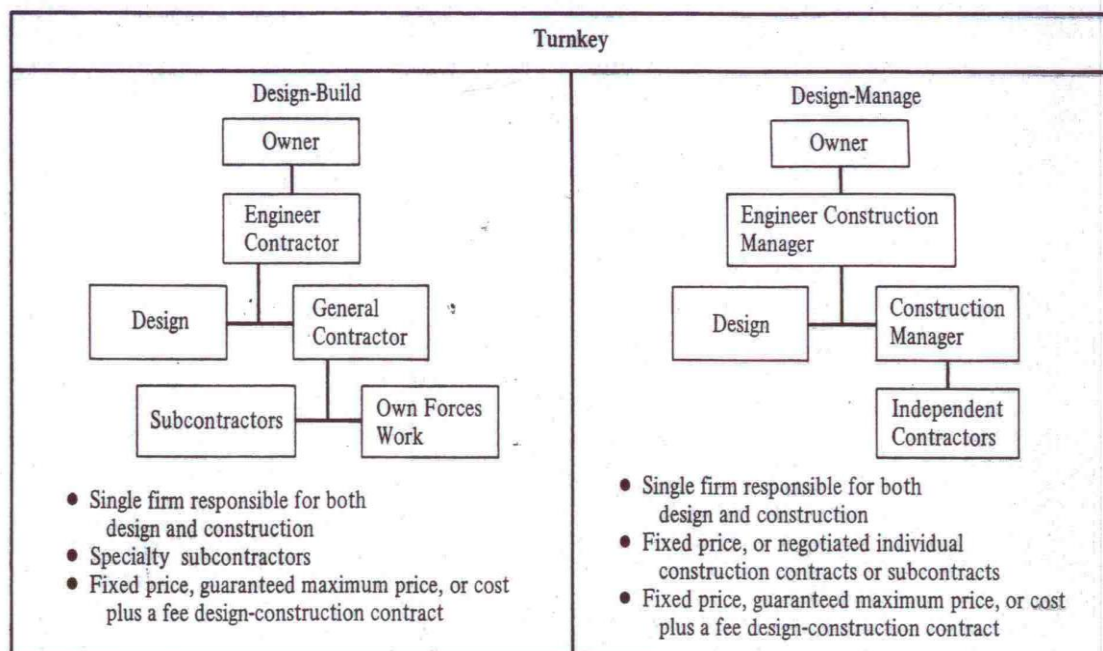 Turnkey
Design-Build
Owner
Engineer
Contractor
Design
General
Contractor
Subcontractors
Own Forces
Work
● Single firm responsible for both
design and construction
● Specialty subcontractors
● Fixed price, guaranteed maximum price, or cost
plus a fee design-construction contract
Design-Manage
Owner
Engineer Construction
Manager
Design
Construction
Manager
Independent
Contractors
● Single firm responsible for both
design and construction
● Fixed price, or negotiated individual
construction contracts or subcontracts
● Fixed price, guaranteed maximum price, or cost
plus a fee design-construction contract